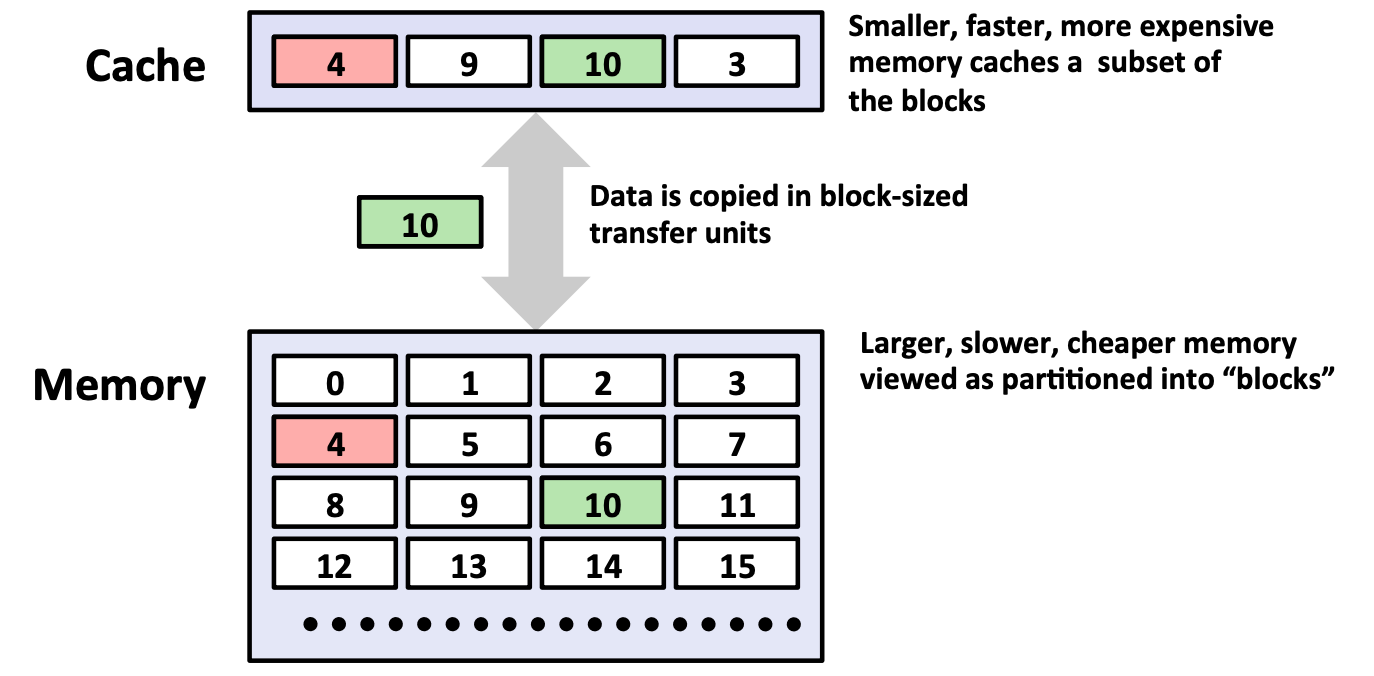 Cache
4 9 10 3
Smaller, faster, more expensive
memory caches a  subset of
the blocks
10
Data is copied in block-sized
transfer units
Memory
0 1 2 3
4 5 6 7
8 9 10 11
12 13 14 15
Larger, slower, cheaper memory
viewed as partitioned into “blocks”